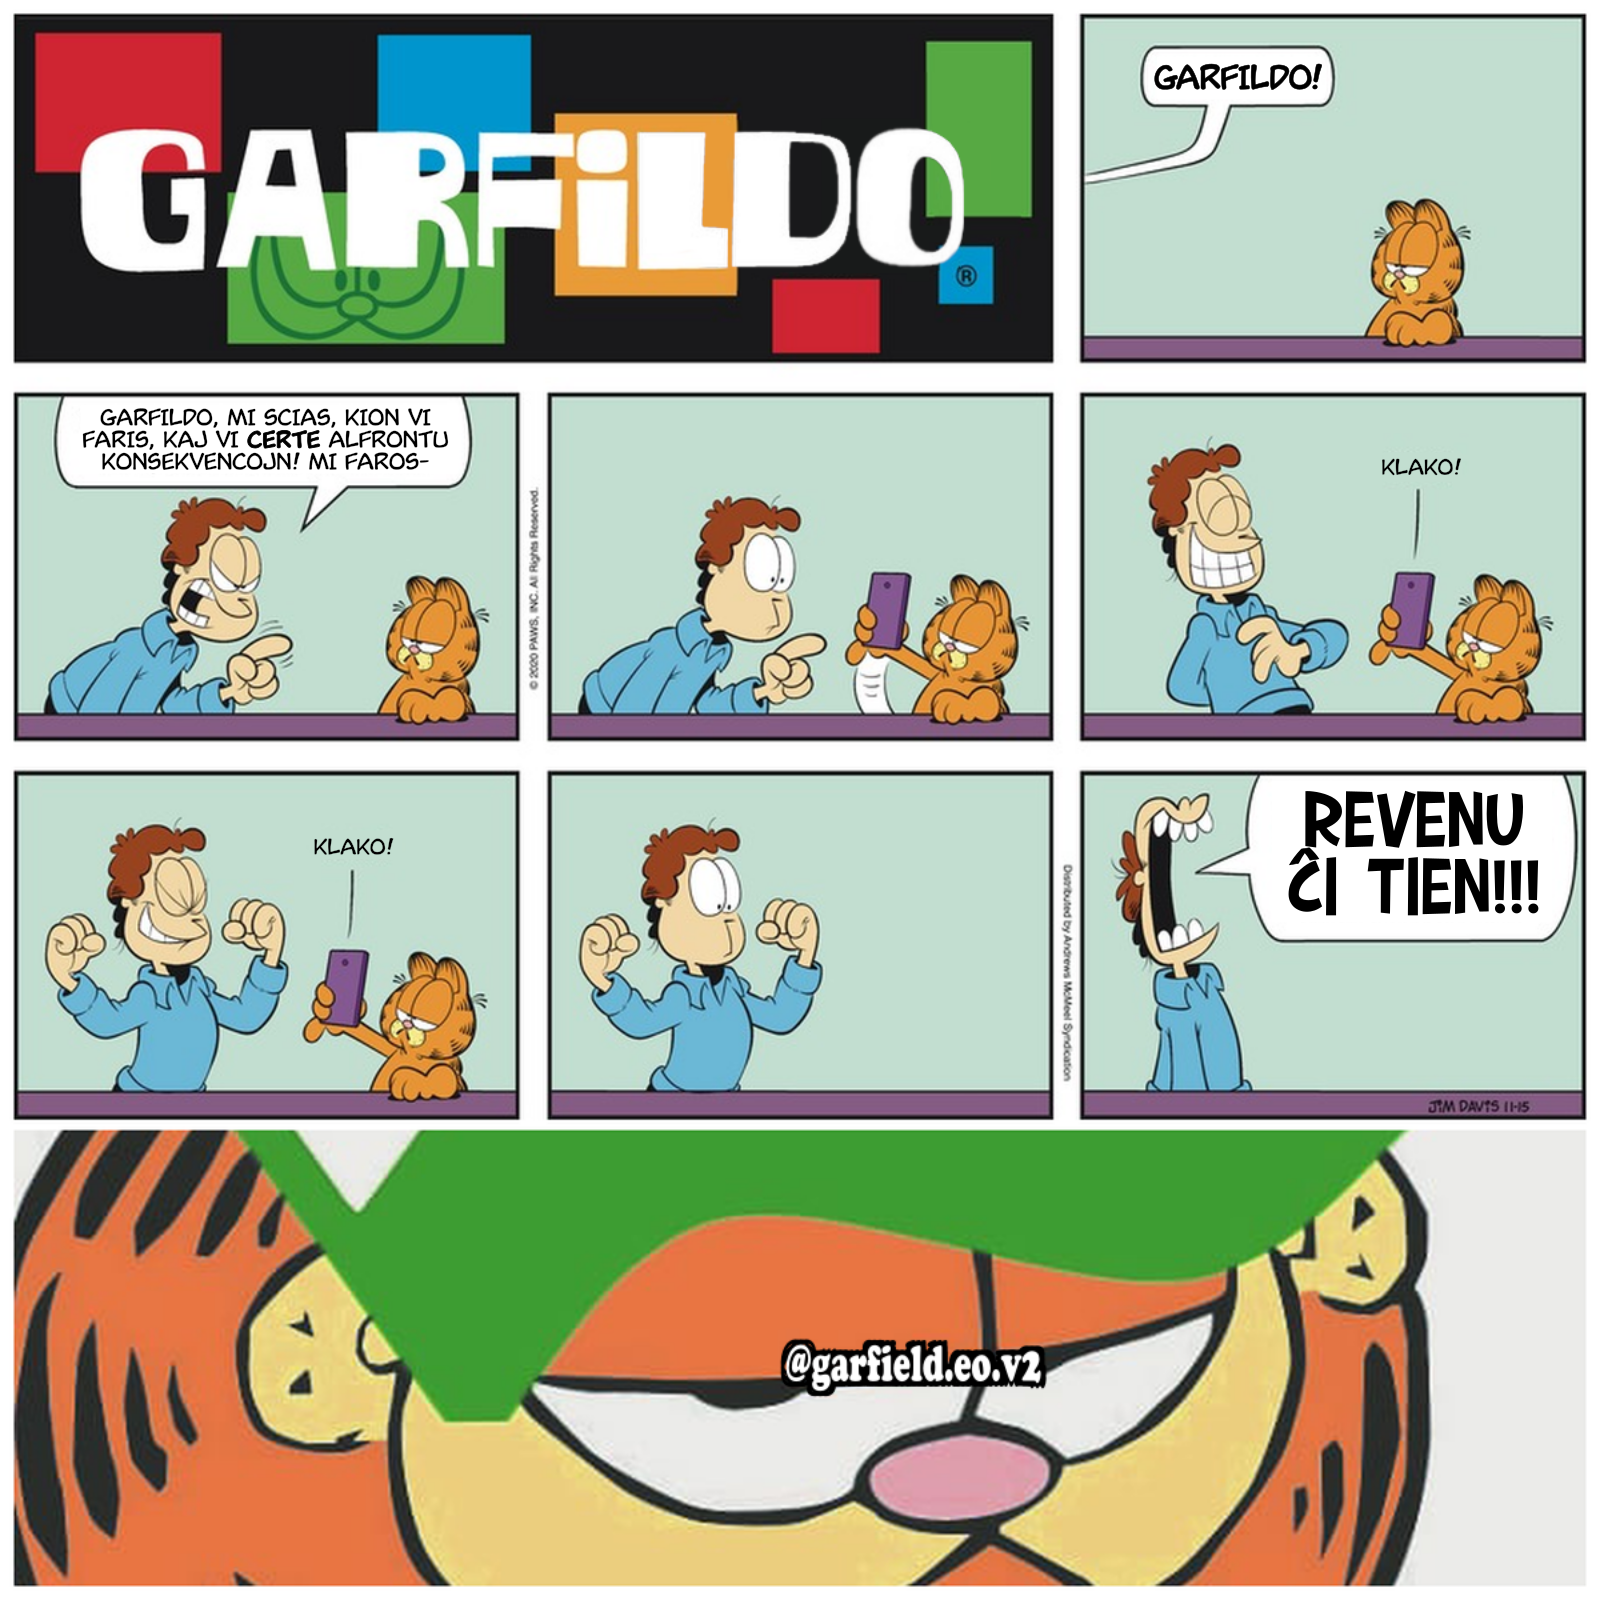 GARFiLDO
®
GARFILDO!
GARFILDO, MI SCIAS, KION VI
FARIS, KAJ VI CERTE ALFRONTU
KONSEKVENCOJN! MI FAROS-
© 2020 PAWS, INC. All Rights Reserved.
KLAKO!
KLAKO!
Distributed by Andrews McMeel Syndication
REVENU
ĈI TIEN!!!
JIM DAVIS 11-15
@garfield.eo.v2